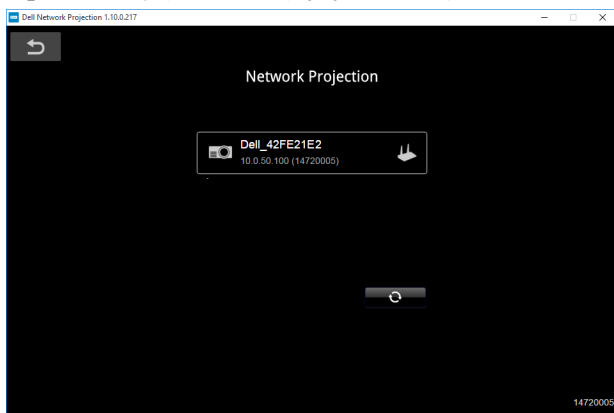 Dell Network Projection 1.10.0.217
Network Projection
Dell_42FE21E2
10.0.50.100 (14720005)
14720005